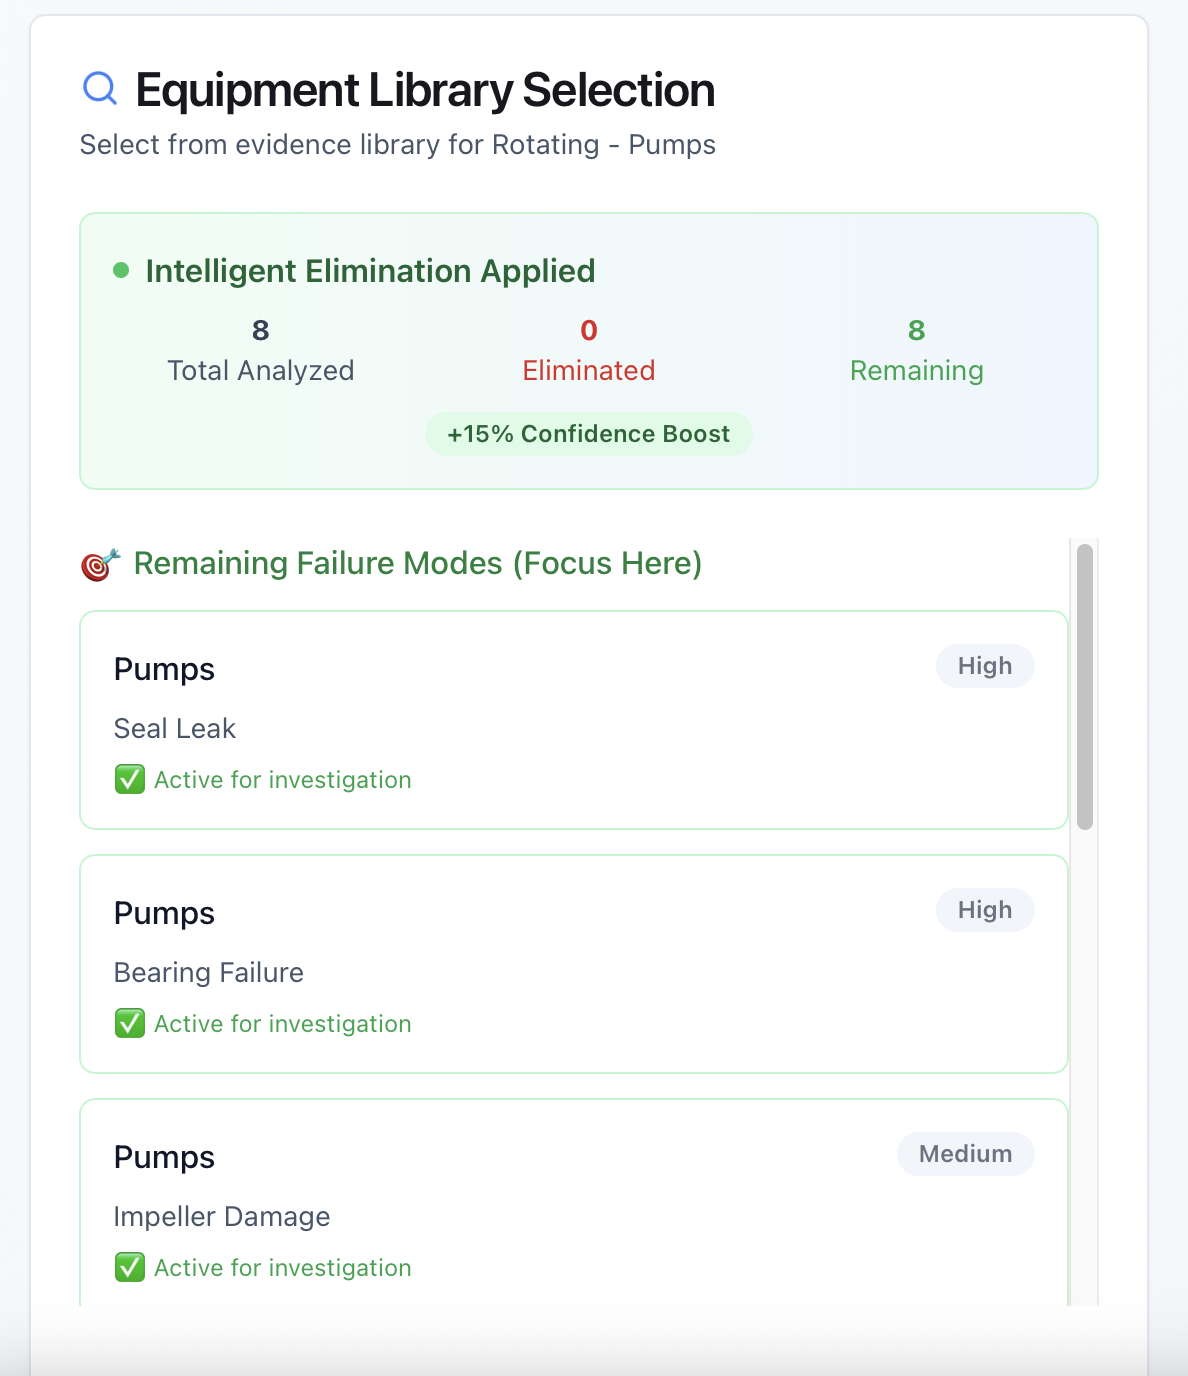 Equipment Library Selection
Select from evidence library for Rotating - Pumps
Intelligent Elimination Applied
8
Total Analyzed
0
Eliminated
8
Remaining
+15% Confidence Boost
🎯 Remaining Failure Modes (Focus Here)
Pumps
High
Seal Leak
✅ Active for investigation
Pumps
High
Bearing Failure
✅ Active for investigation
Pumps
Medium
Impeller Damage
✅ Active for investigation